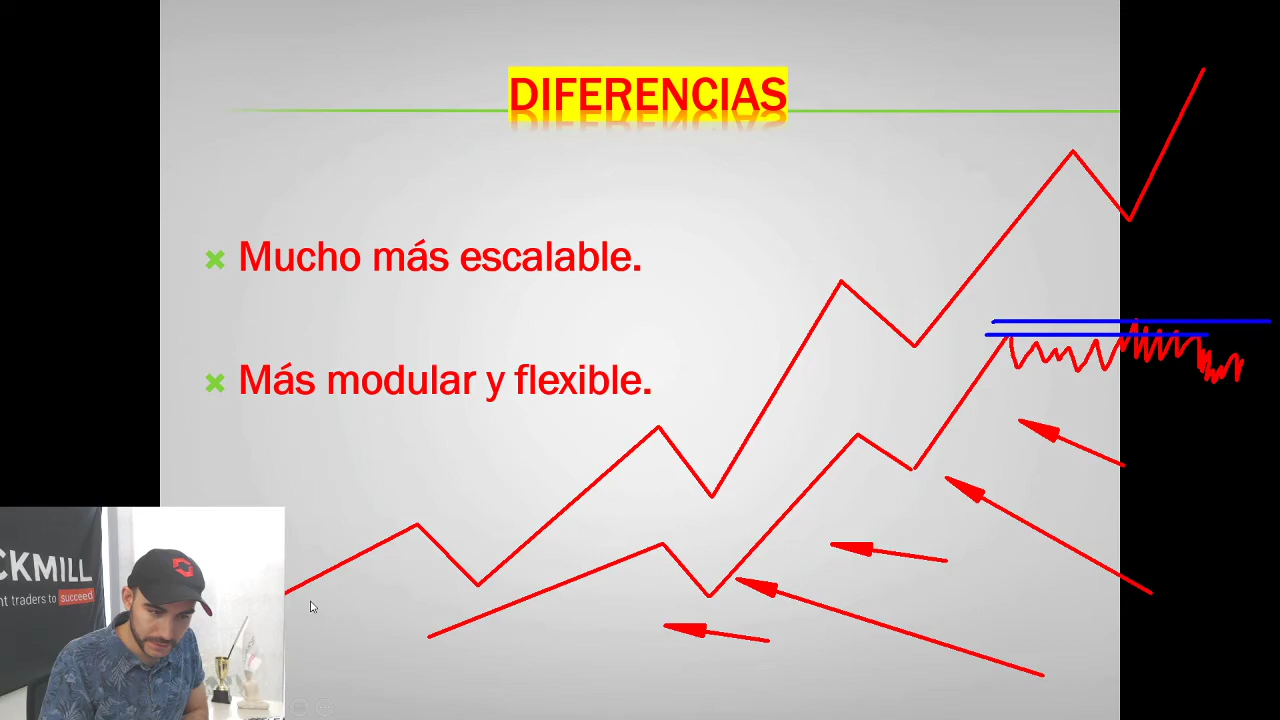 DIFERENCIAS
Mucho más escalable.
Más modular y flexible.
CKMILL
nt traders to succeed